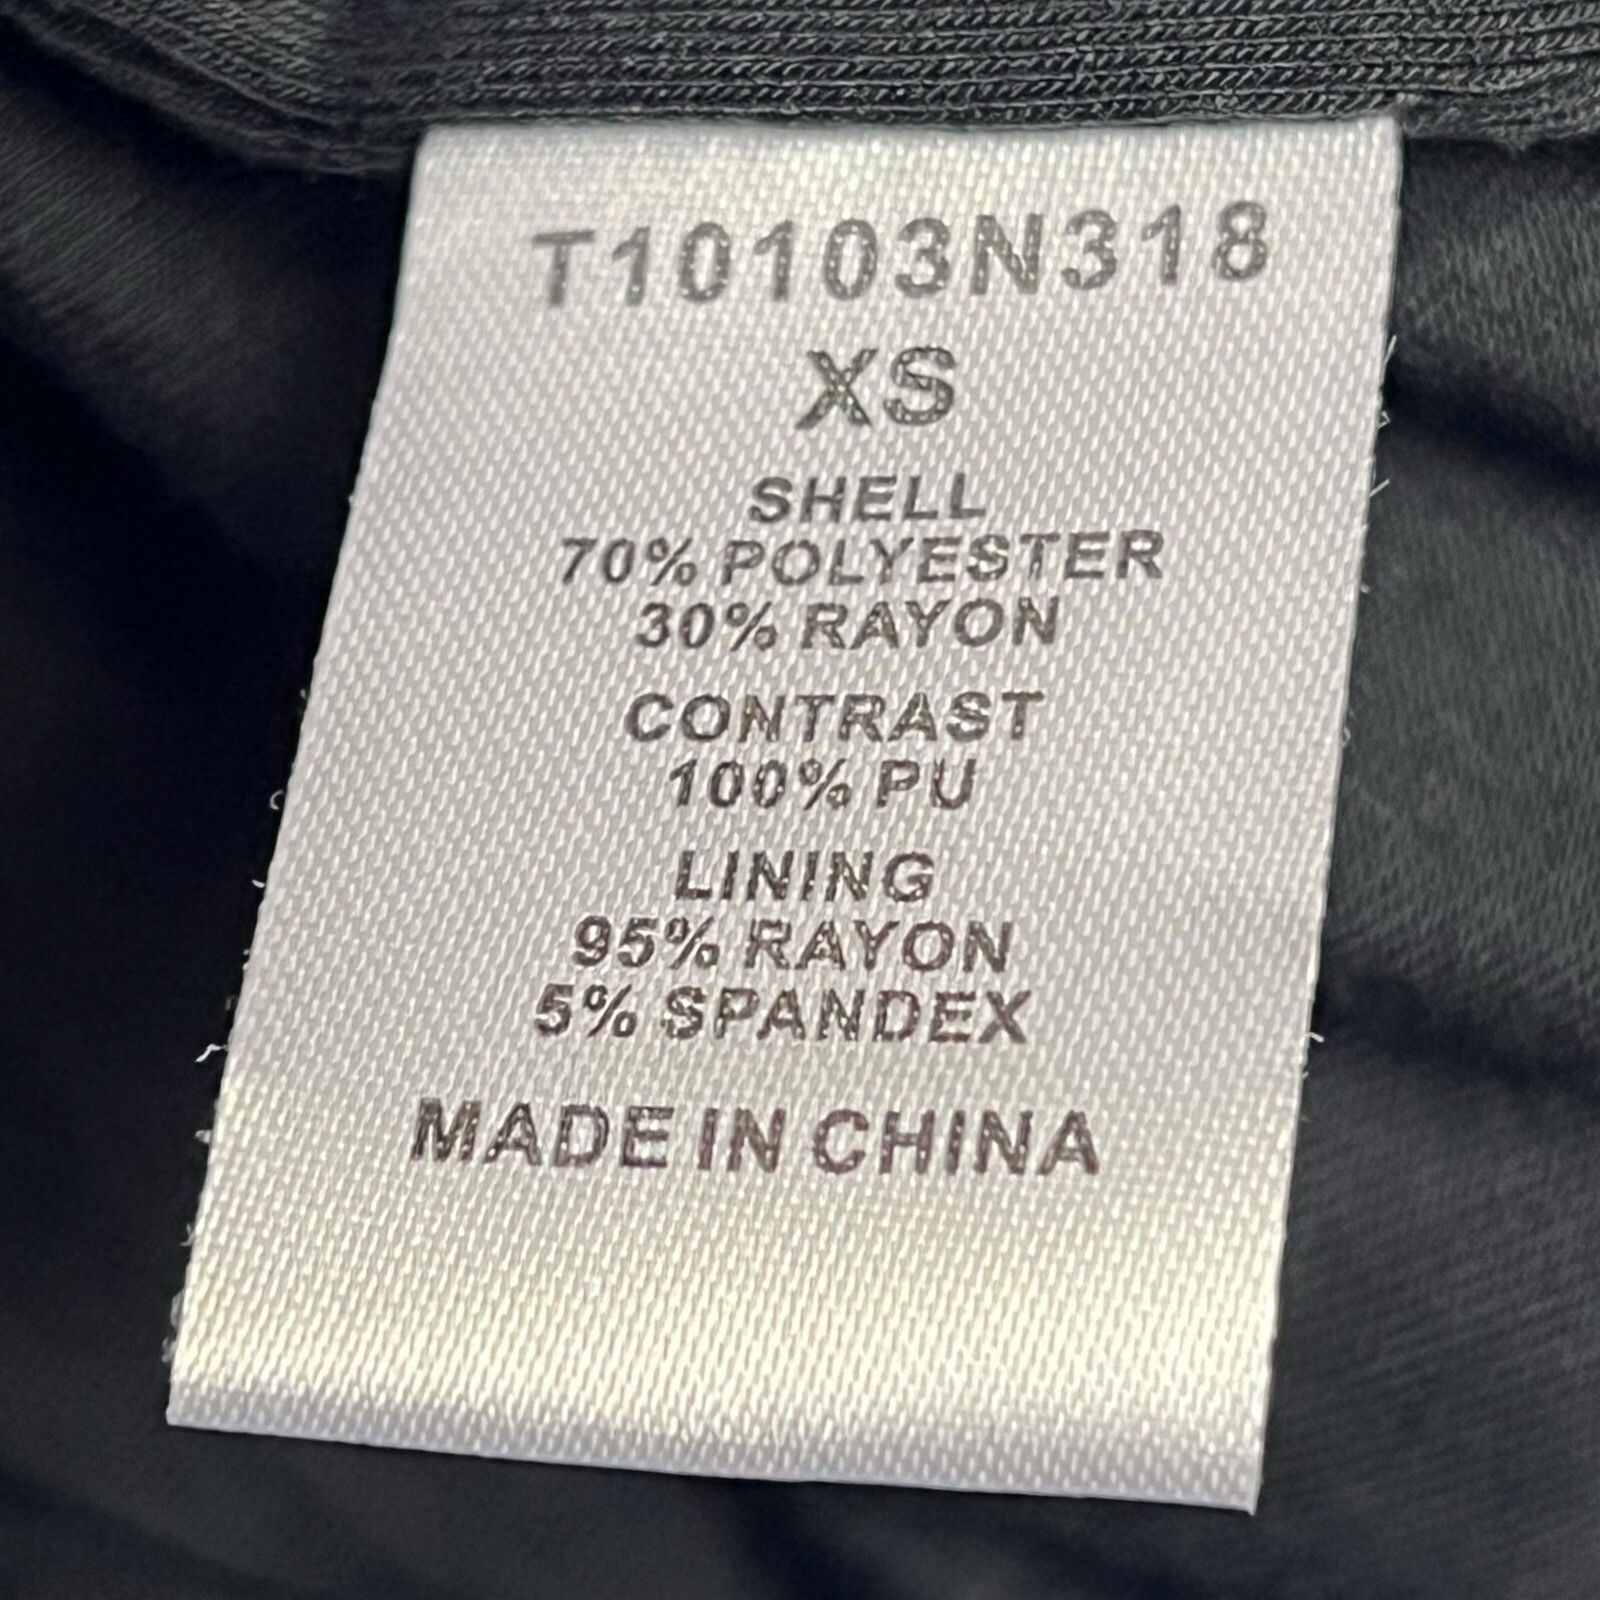 T10103N318
XS
SHELL
70% POLYESTER
30% RAYON
CONTRAST
100% PU
LINING
95% RAYON
5% SPANDEX
MADE IN CHINA